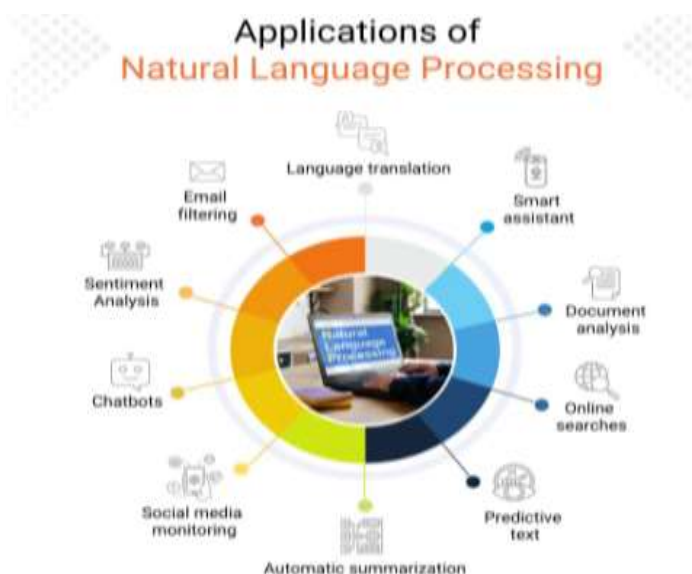 Applications of
Natural Language Processing
Language translation
Smart
assistant
Document
analysis
Online
searches
Predictive
text
Automatic summarization
Social media
monitoring
Chatbots
Sentiment
Analysis
Email
filtering
Natural
Language
Processing